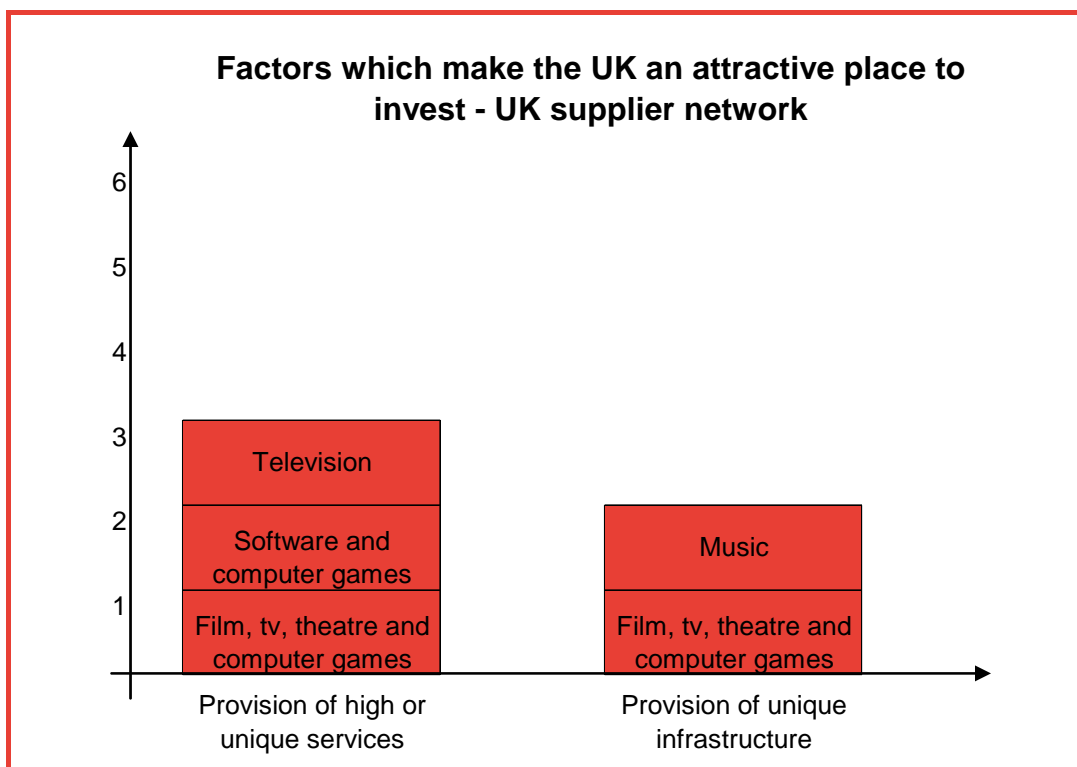 Factors which make the UK an attractive place to
invest - UK supplier network
6
5
4
3
2
1
Television
Software and
computer games
Film, tv, theatre and
computer games
Music
Film, tv, theatre and
computer games
Provision of high or
unique services
Provision of unique
infrastructure